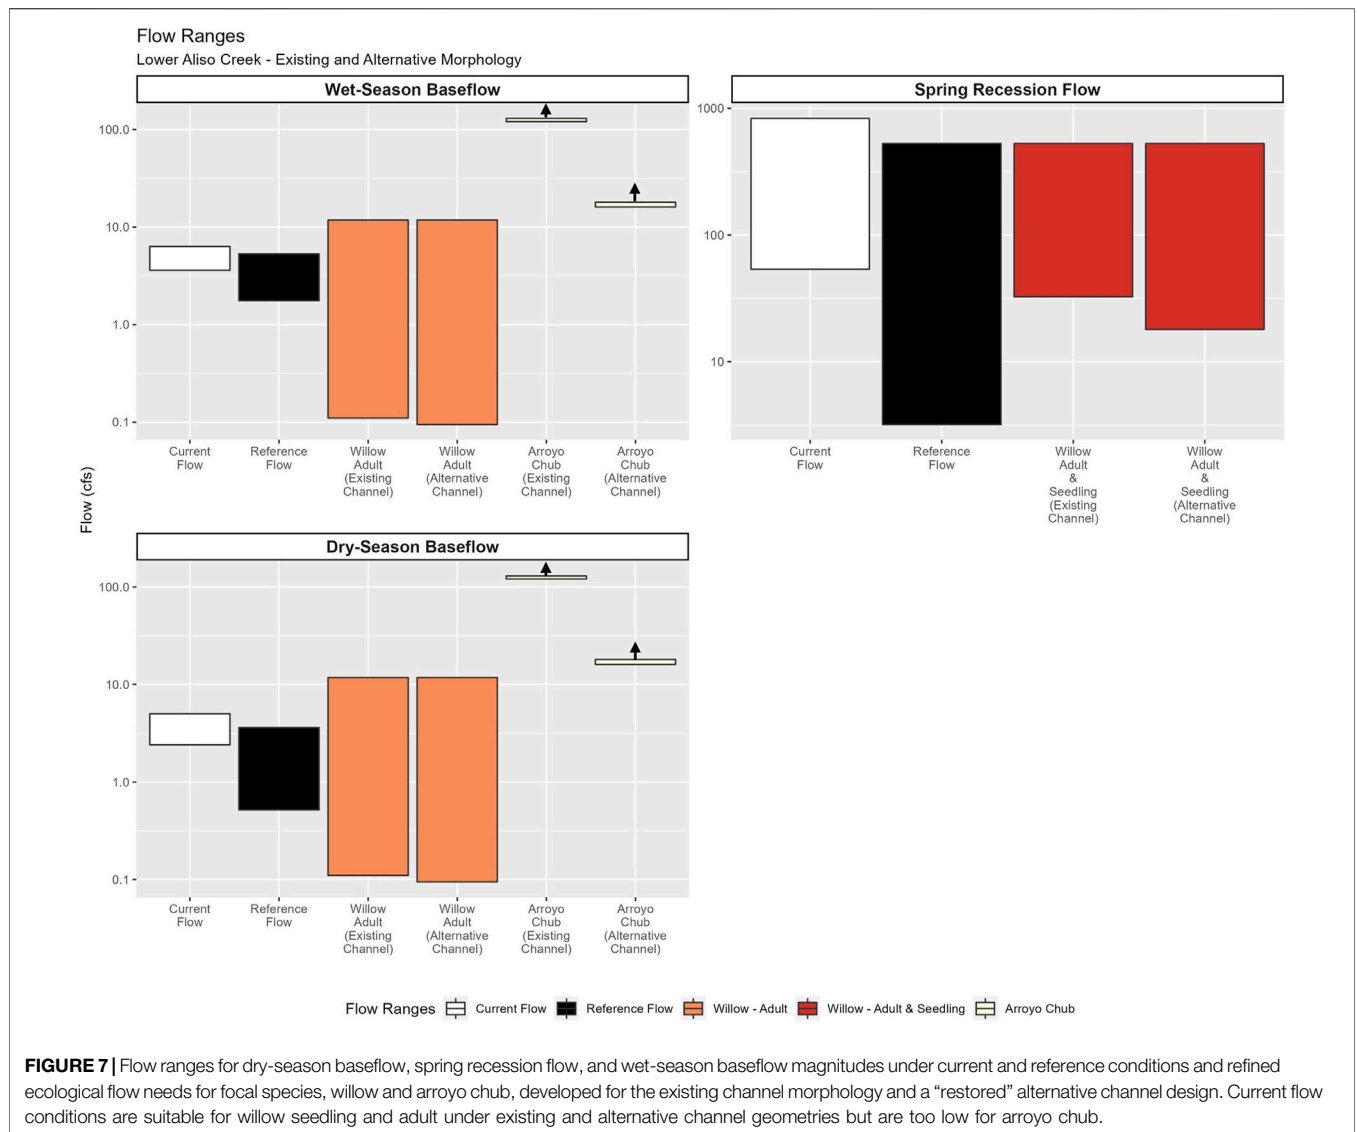 Flow Ranges
Lower Aliso Creek - Existing and Alternative Morphology
Wet-Season Baseflow
100.0
10.0
1.0
0.1
Current
Flow
Reference
Flow
Willow
Adult
(Existing
Channel)
Willow
Adult
(Alternative
Channel)
Arroyo
Chub
(Existing
Channel)
Arroyo
Chub
(Alternative
Channel)
Spring Recession Flow
1000
100
10
Current
Flow
Reference
Flow
Willow
Adult
&
Seedling
(Existing
Channel)
Willow
Adult
&
Seedling
(Alternative
Channel)
Flow (cfs)
Dry-Season Baseflow
100.0
10.0
1.0
0.1
Current
Flow
Reference
Flow
Willow
Adult
(Existing
Channel)
Willow
Adult
(Alternative
Channel)
Arroyo
Chub
(Existing
Channel)
Arroyo
Chub
(Alternative
Channel)
Flow Ranges Current Flow Reference Flow Willow - Adult Willow - Adult & Seedling Arroyo Chub
FIGURE 7 | Flow ranges for dry-season baseflow, spring recession flow, and wet-season baseflow magnitudes under current and reference conditions and refined
ecological flow needs for focal species, willow and arroyo chub, developed for the existing channel morphology and a “restored” alternative channel design. Current flow
conditions are suitable for willow seedling and adult under existing and alternative channel geometries but are too low for arroyo chub.